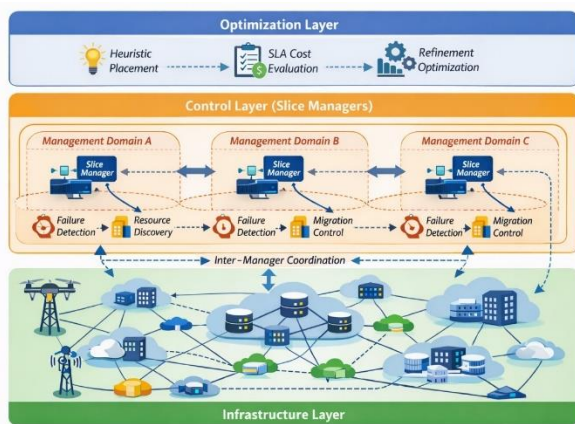 Optimization Layer
Heuristic
Placement
SLA Cost
Evaluation
Refinement
Optimization
Control Layer (Slice Managers)
Management Domain A
Management Domain B
Management Domain C
Slice
Manager
Slice
Manager
Slice
Manager
Failure
Detection
Resource
Discovery
Failure
Detection
Migration
Control
Failure
Detection
Migration
Control
Inter-Manager Coordination
Infrastructure Layer